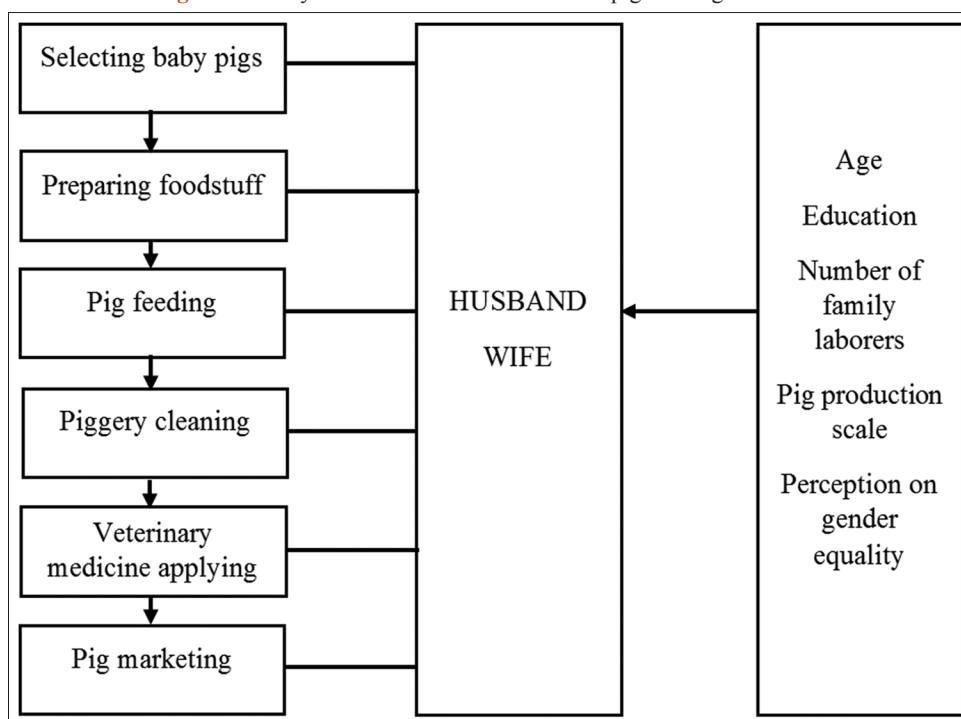 pig
Selecting baby pigs
Preparing foodstuff
Pig feeding
Piggery cleaning
Veterinary
medicine applying
Pig marketing
HUSBAND
WIFE
Age
Education
Number of
family
laborers
Pig production
scale
Perception on
gender
equality